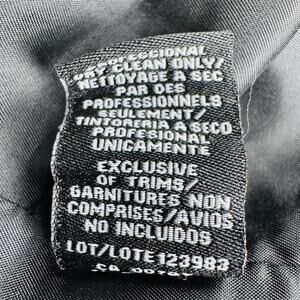 PROFESSIONAL
DRY CLEAN ONLY/
NETTOYAGE A SEC
PAR DES
PROFESSIONNELS
SEULEMENT/
TINTORERIA A SECO
PROFESIONAL
UNICAMENTE
EXCLUSIVE
OF TRIMS/
GARNITURES NON
COMPRISES/AVIOS
NO INCLUIDOS
LOT/LOTE 123983
CA